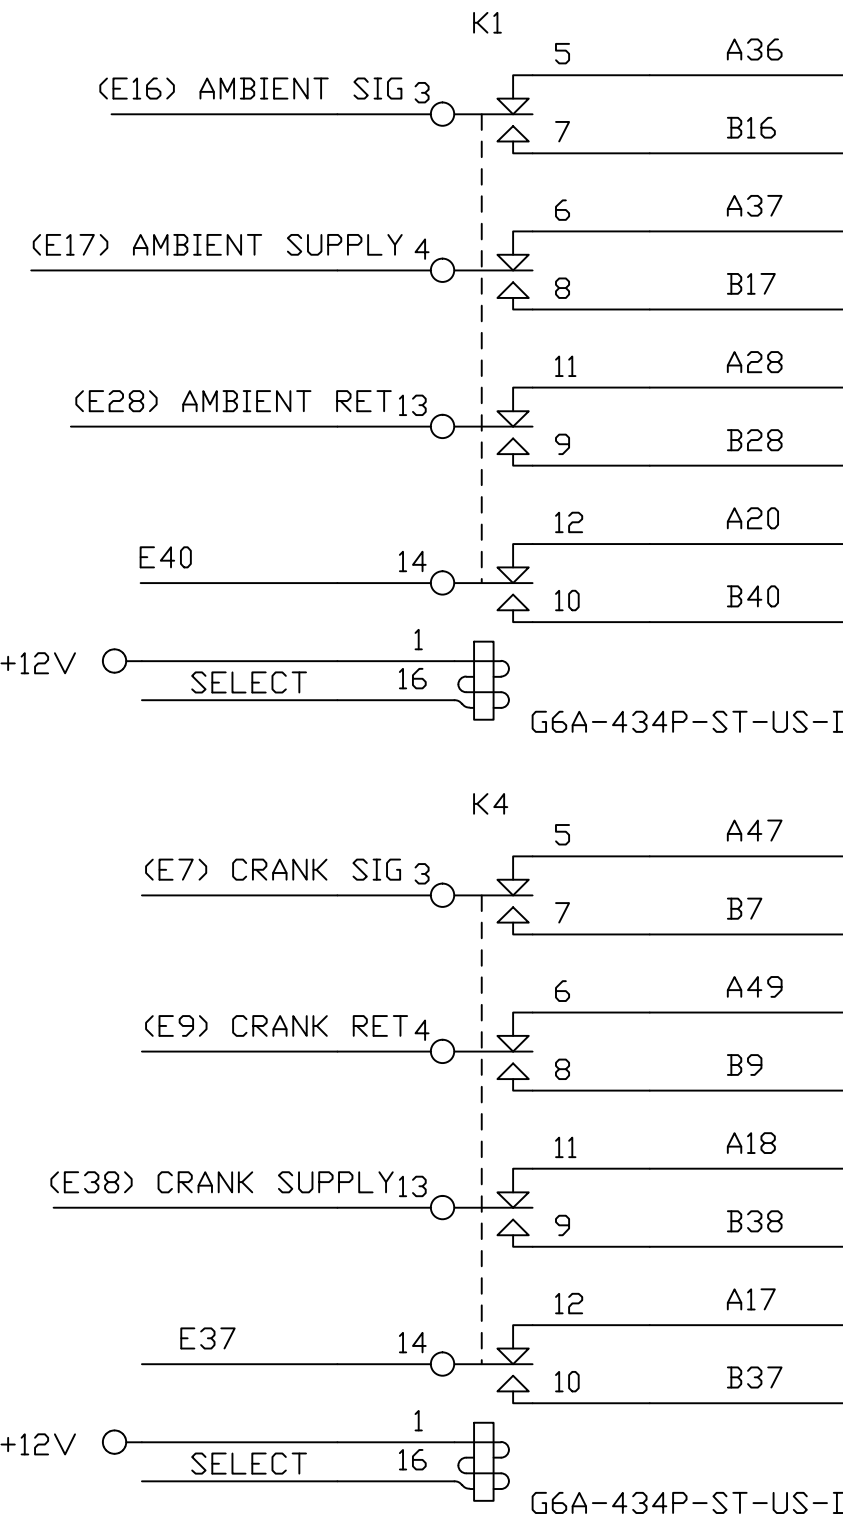 K1
5 A36
(E16) AMBIENT SIG 3
7 B16
6 A37
(E17) AMBIENT SUPPLY 4
8 B17
11 A28
(E28) AMBIENT RET 13
9 B28
12 A20
E40 14
10 B40
1
+12V
SELECT 16
G6A-434P-ST-US-D
K4
5 A47
(E7) CRANK SIG 3
7 B7
6 A49
(E9) CRANK RET 4
8 B9
11 A18
(E38) CRANK SUPPLY 13
9 B38
12 A17
E37 14
10 B37
1
+12V
SELECT 16
G6A-434P-ST-US-D